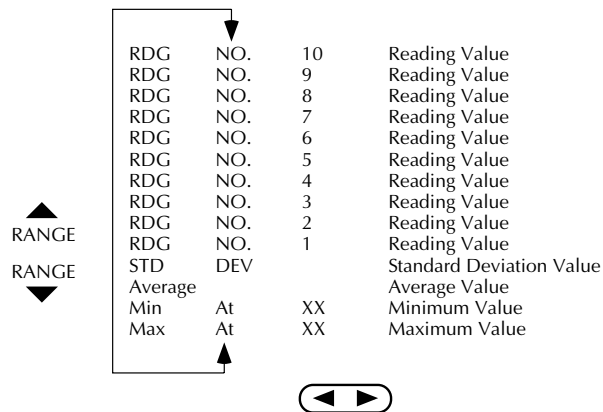 RDG NO. 10 Reading Value
RDG NO. 9 Reading Value
RDG NO. 8 Reading Value
RDG NO. 7 Reading Value
RDG NO. 6 Reading Value
RDG NO. 5 Reading Value
RDG NO. 4 Reading Value
RDG NO. 3 Reading Value
RDG NO. 2 Reading Value
RDG NO. 1 Reading Value
STD DEV Standard Deviation Value
Average Average Value
Min At XX Minimum Value
Max At XX Maximum Value
RANGE
RANGE